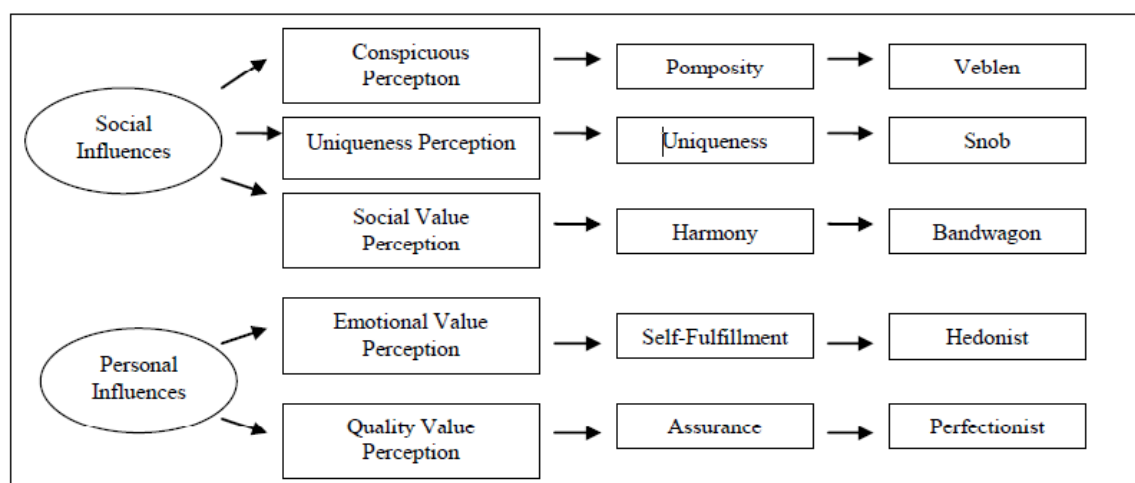 Conspicuous
Perception
Pomposity
Veblen
Social
Influences
Uniqueness Perception
Uniqueness
Snob
Social Value
Perception
Harmony
Bandwagon
Emotional Value
Perception
Self-Fulfillment
Hedonist
Personal
Influences
Quality Value
Perception
Assurance
Perfectionist